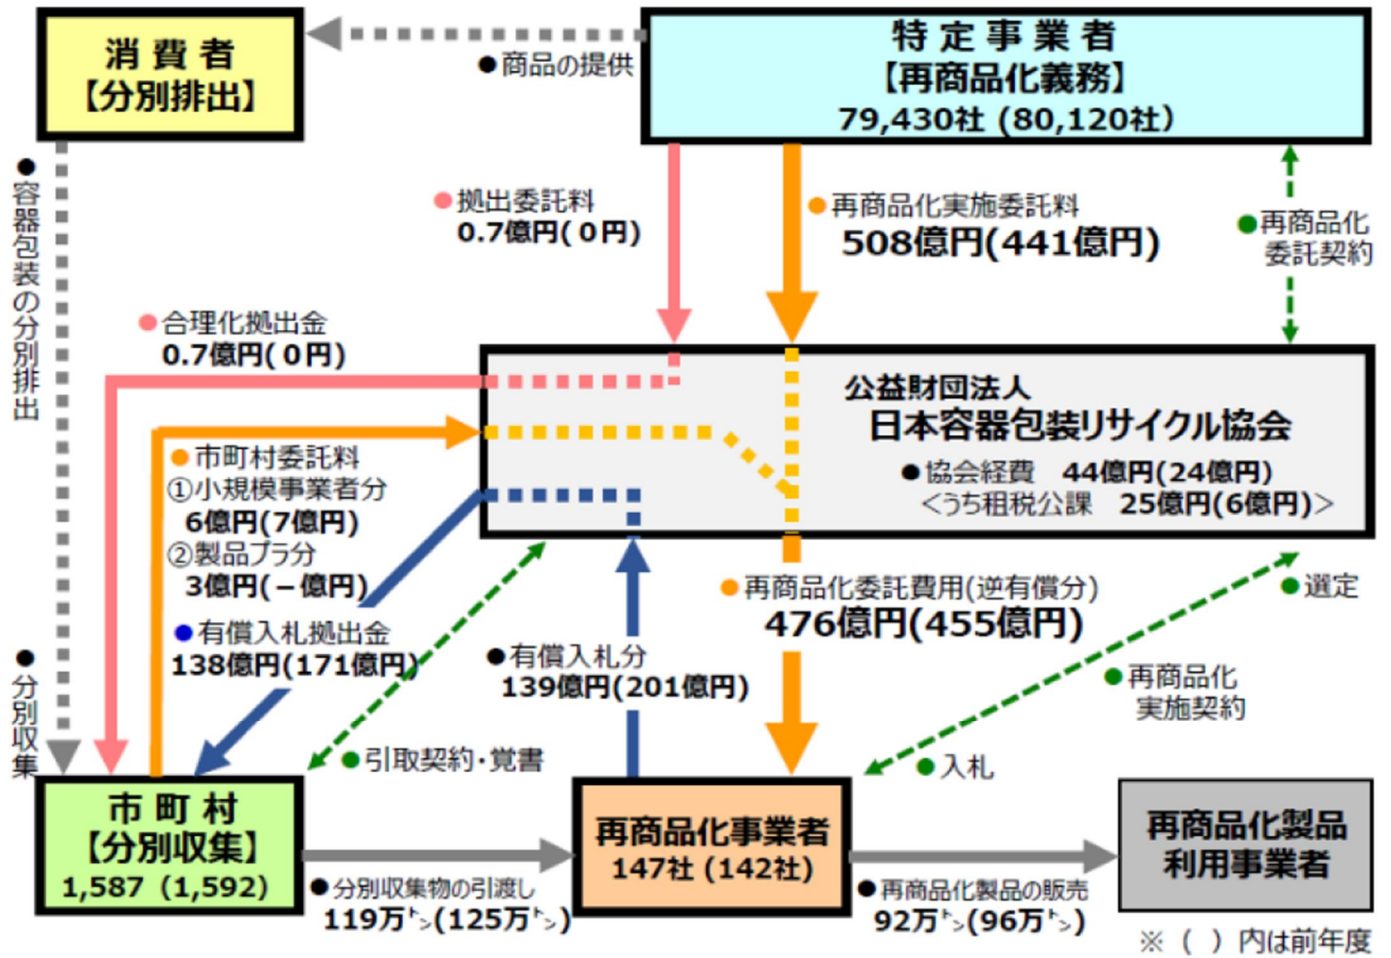 消費者
【分別排出】
特定事業者
【再商品化義務】
79,430社 (80,120社)
●商品の提供
●容器包装の分別排出
●拠出委託料
0.7億円( 0 円)
●再商品化実施委託料
508億円(441億円)
●再商品化
委託契約
●合理化拠出金
0.7億円( 0 円)
公益財団法人
日本容器包装リサイクル協会
●協会経費 44億円(24億円)
<うち租税公課 25億円(6億円)>
●市町村委託料
①小規模事業者分
6億円(7億円)
②製品プラ分
3億円(－億円)
●有償入札拠出金
138億円(171億円)
●有償入札分
139億円(201億円)
●再商品化委託費用(逆有償分)
476億円(455億円)
●選定
●再商品化
実施契約
●入札
●引取契約・覚書
●分別収集
市町村
【分別収集】
1,587 (1,592)
●分別収集物の引渡し
119万㌧(125万㌧)
再商品化事業者
147社 (142社)
●再商品化製品の販売
92万㌧(96万㌧)
再商品化製品
利用事業者
※ ( ) 内は前年度